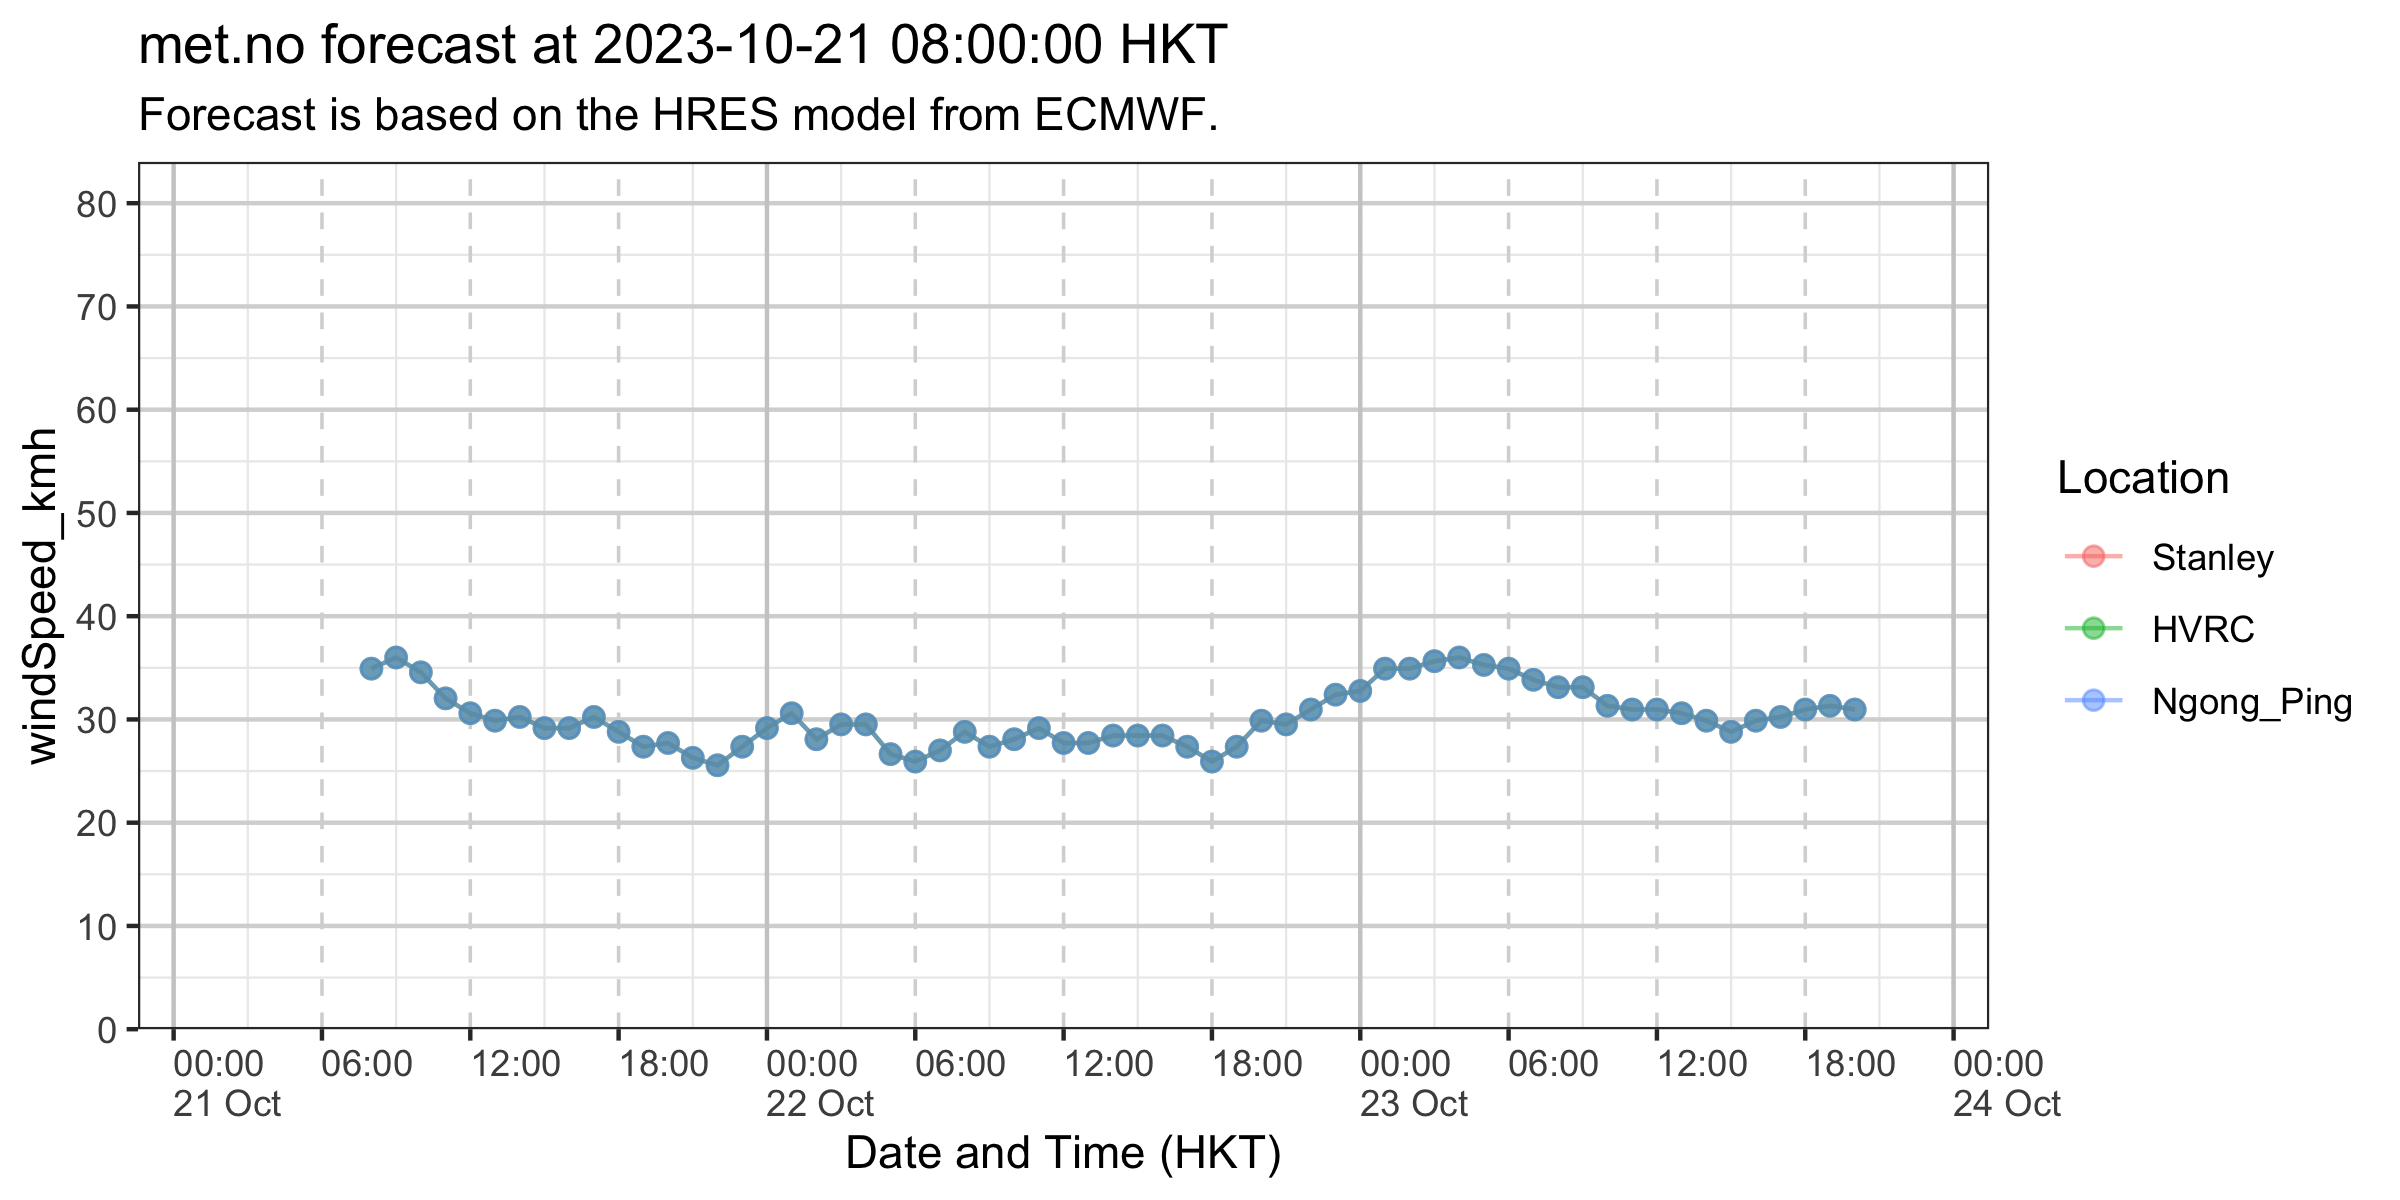 met.no forecast at 2023-10-21 08:00:00 HKT
Forecast is based on the HRES model from ECMWF.
windSpeed_kmh
80
70
60
50
40
30
20
10
0
00:00 06:00 12:00 18:00 00:00 06:00 12:00 18:00 00:00 06:00 12:00 18:00 00:00
21 Oct 22 Oct 23 Oct 24 Oct
Date and Time (HKT)
Location
Stanley
HVRC
Ngong_Ping